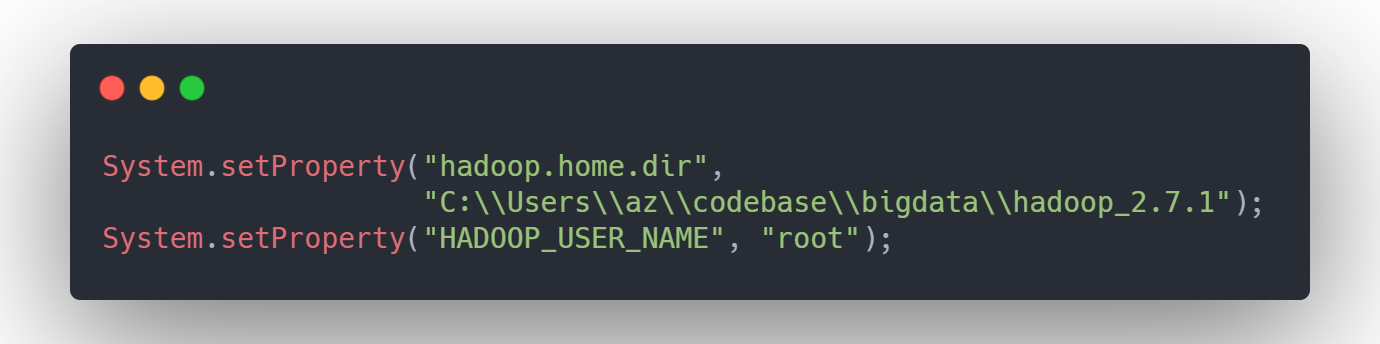 System.setProperty("hadoop.home.dir",
"C:\\Users\\az\\codebase\\bigdata\\hadoop_2.7.1");
System.setProperty("HADOOP_USER_NAME", "root");